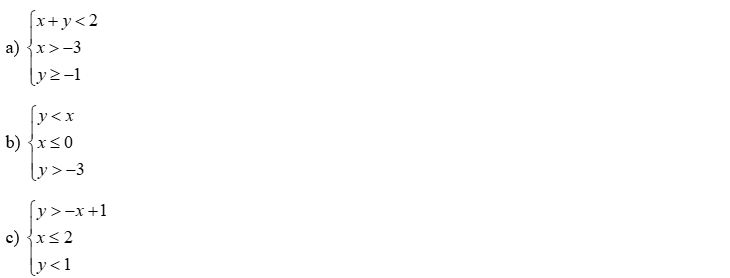 x + y < 2
a) x > −3
y ≥ −1
y < x
b) x ≤ 0
y > −3
y > −x + 1
c) x ≤ 2
y < 1